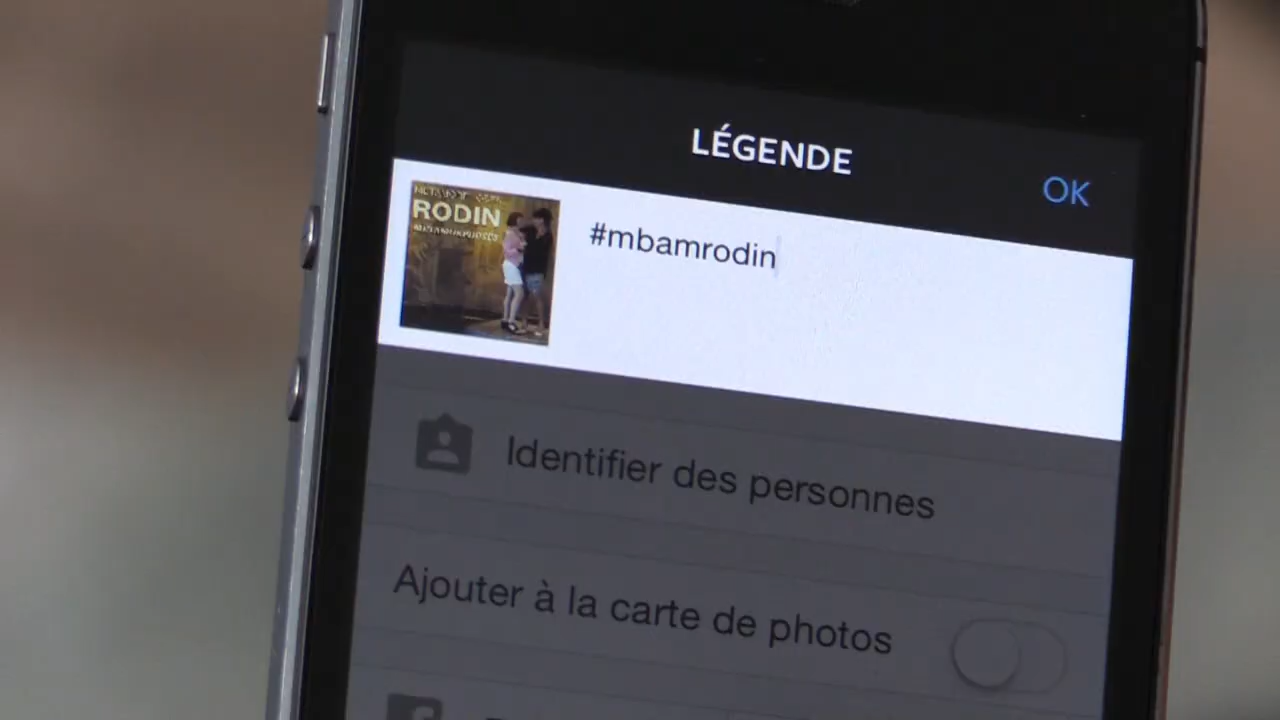 LÉGENDE
OK
RODIN
#mbamrodin
Identifier des personnes
Ajouter à la carte de photos